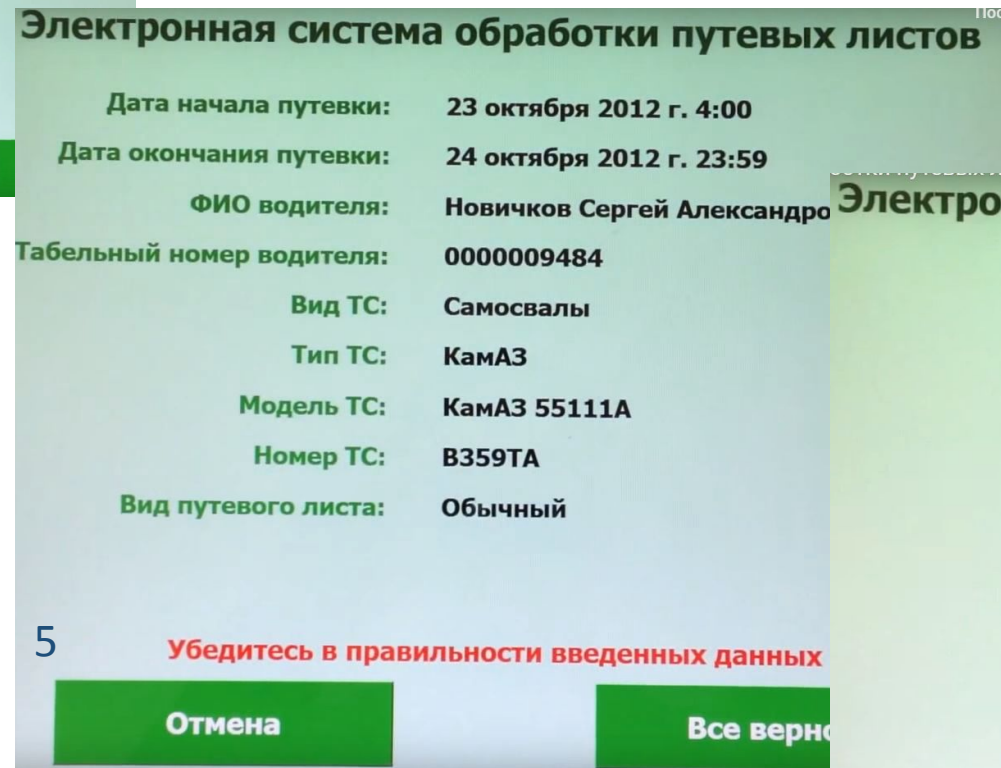 Электронная система обработки путевых листов
Дата начала путевки: 23 октября 2012 г. 4:00
Дата окончания путевки: 24 октября 2012 г. 23:59
ФИО водителя: Новичков Сергей Александро
Табельный номер водителя: 0000009484
Вид ТС: Самосвалы
Тип ТС: КамАЗ
Модель ТС: КамАЗ 55111А
Номер ТС: В359ТА
Вид путевого листа: Обычный
5
Убедитесь в правильности введенных данных
Отмена
Все верно
Пос
Электро